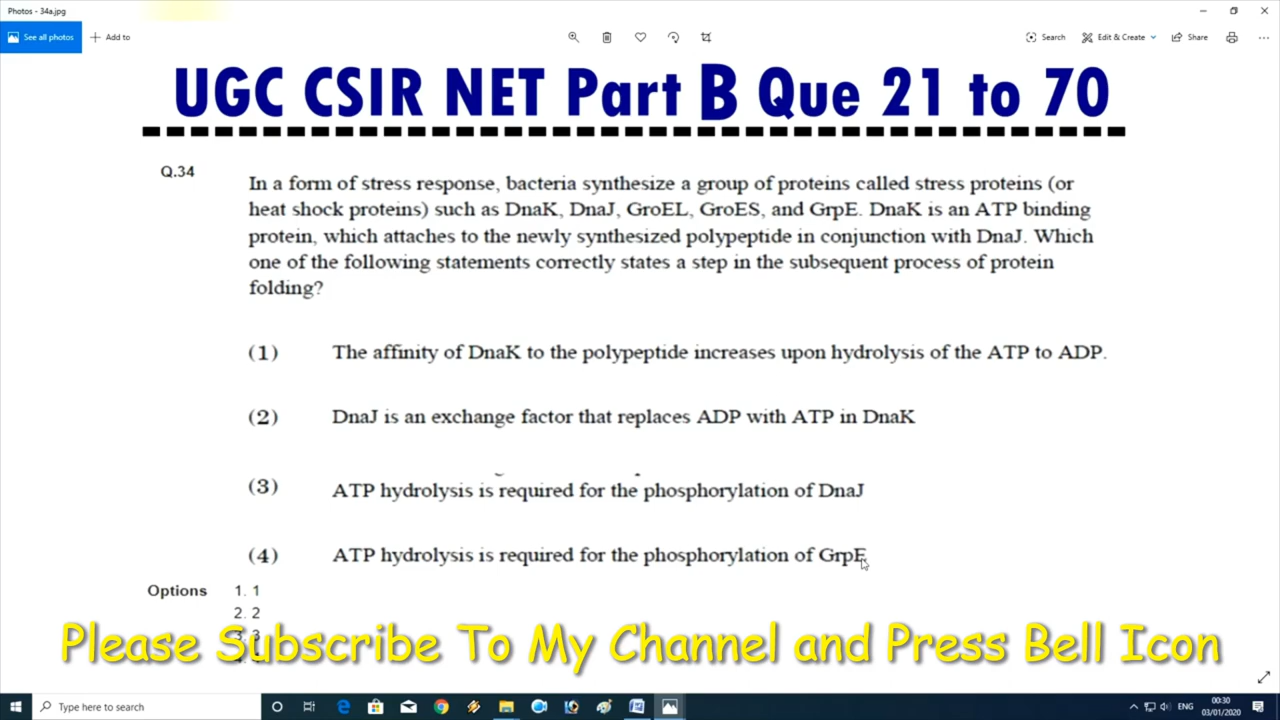 Photos - 34a.jpg
See all photos
Add to
Search
Edit & Create
Share
UGC CSIR NET Part B Que 21 to 70
Q.34
In a form of stress response, bacteria synthesize a group of proteins called stress proteins (or
heat shock proteins) such as DnaK, DnaJ, GroEL, GroES, and GrpE. DnaK is an ATP binding
protein, which attaches to the newly synthesized polypeptide in conjunction with DnaJ. Which
one of the following statements correctly states a step in the subsequent process of protein
folding?
(1) The affinity of DnaK to the polypeptide increases upon hydrolysis of the ATP to ADP.
(2) DnaJ is an exchange factor that replaces ADP with ATP in DnaK
(3) ATP hydrolysis is required for the phosphorylation of DnaJ
(4) ATP hydrolysis is required for the phosphorylation of GrpE
Options 1. 1
2. 2
3. 3
Please Subscribe To My Channel and Press Bell Icon
Type here to search
ENG
00:30
03/01/2020